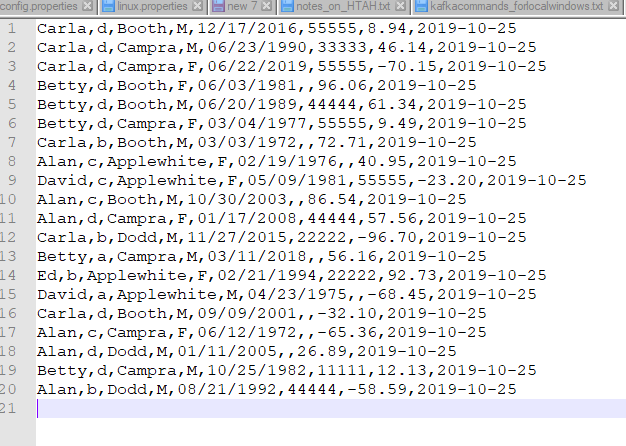 config.properties linux.properties new 7 notes_on_HTAH.txt kafkacommands_forlocalwindows.txt
1 Carla,d,Booth,M,12/17/2016,55555,8.94,2019-10-25
2 Carla,d,Campra,M,06/23/1990,33333,46.14,2019-10-25
3 Carla,d,Campra,F,06/22/2019,55555,-70.15,2019-10-25
4 Betty,d,Booth,F,06/03/1981,,96.06,2019-10-25
5 Betty,d,Booth,M,06/20/1989,44444,61.34,2019-10-25
6 Betty,d,Campra,F,03/04/1977,55555,9.49,2019-10-25
7 Carla,b,Booth,M,03/03/1972,,72.71,2019-10-25
8 Alan,c,Applewhite,F,02/19/1976,,40.95,2019-10-25
9 David,c,Applewhite,F,05/09/1981,55555,-23.20,2019-10-25
10 Alan,c,Booth,M,10/30/2003,,86.54,2019-10-25
11 Alan,d,Campra,F,01/17/2008,44444,57.56,2019-10-25
12 Carla,b,Dodd,M,11/27/2015,22222,-96.70,2019-10-25
13 Betty,a,Campra,M,03/11/2018,,56.16,2019-10-25
14 Ed,b,Applewhite,F,02/21/1994,22222,92.73,2019-10-25
15 David,a,Applewhite,M,04/23/1975,,-68.45,2019-10-25
16 Carla,d,Booth,M,09/09/2001,,-32.10,2019-10-25
17 Alan,c,Campra,F,06/12/1972,,-65.36,2019-10-25
18 Alan,d,Dodd,M,01/11/2005,,26.89,2019-10-25
19 Betty,d,Campra,M,10/25/1982,11111,12.13,2019-10-25
20 Alan,b,Dodd,M,08/21/1992,44444,-58.59,2019-10-25
21